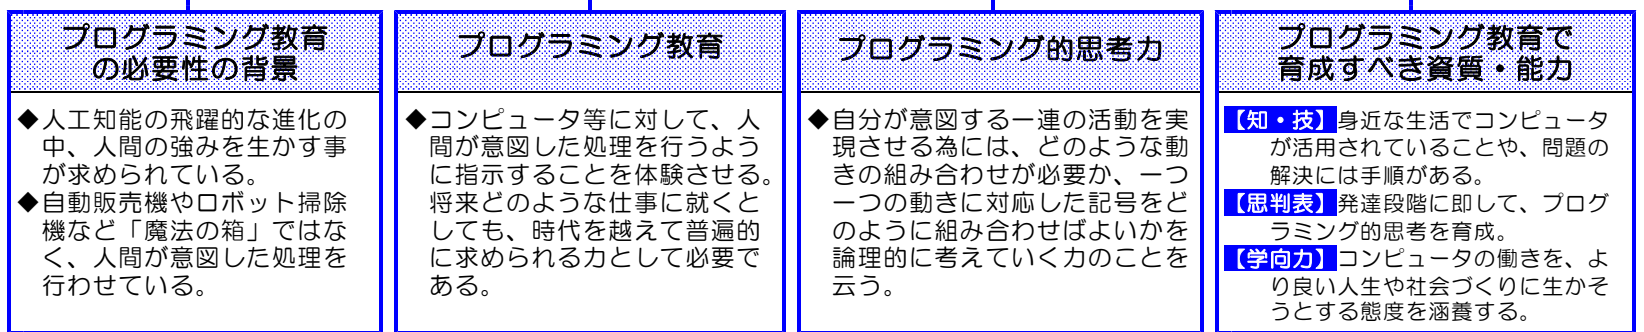 プログラミング教育
の必要性の背景
◆人工知能の飛躍的な進化の
中、人間の強みを生かす事
が求められている。
◆自動販売機やロボット掃除
機など「魔法の箱」ではな
く、人間が意図した処理を
行わせている。
プログラミング教育
◆コンピュータ等に対して、人
間が意図した処理を行うよう
に指示することを体験させる。
将来どのような仕事に就くと
しても、時代を越えて普遍的
に求められる力として必要で
ある。
プログラミング的思考力
◆自分が意図する一連の活動を実
現させる為には、どのような動
きの組み合わせが必要か、一つ
一つの動きに対応した記号をど
のように組み合わせばよいかを
論理的に考えていく力のことを
云う。
プログラミング教育で
育成すべき資質・能力
【知・技】身近な生活でコンピュータ
が活用されていることや、問題の
解決には手順がある。
【思判表】発達段階に即して、プログ
ラミング的思考を育成。
【学向力】コンピュータの働きを、よ
り良い人生や社会づくりに生かそ
うとする態度を涵養する。